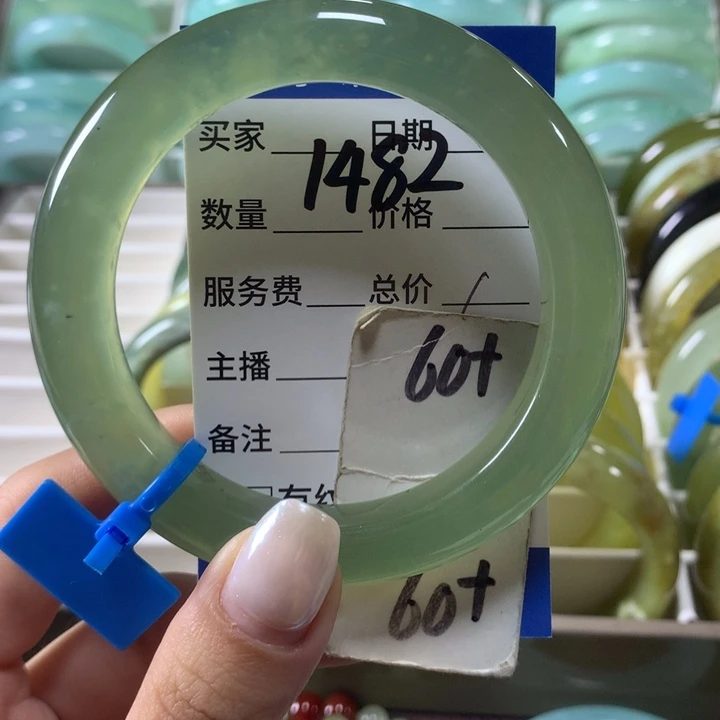 买家 日期
1482
数量 价格
服务费 总价
60+
主播
备注
60+